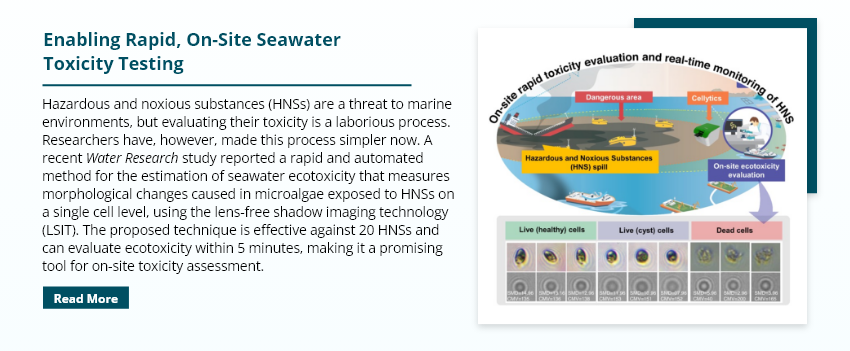 Enabling Rapid, On-Site Seawater
Toxicity Testing
Hazardous and noxious substances (HNSs) are a threat to marine
environments, but evaluating their toxicity is a laborious process.
Researchers have, however, made this process simpler now. A
recent Water Research study reported a rapid and automated
method for the estimation of seawater ecotoxicity that measures
morphological changes caused in microalgae exposed to HNSs on
a single cell level, using the lens-free shadow imaging technology
(LSIT). The proposed technique is effective against 20 HNSs and
can evaluate ecotoxicity within 5 minutes, making it a promising
tool for on-site toxicity assessment.
Read More
On-site rapid toxicity evaluation and real-time monitoring of HNS
Dangerous area
Cellytics
Hazardous and Noxious Substances
(HNS) spill
On-site ecotoxicity
evaluation
Live (healthy) cells
Live (cyst) cells
Dead cells